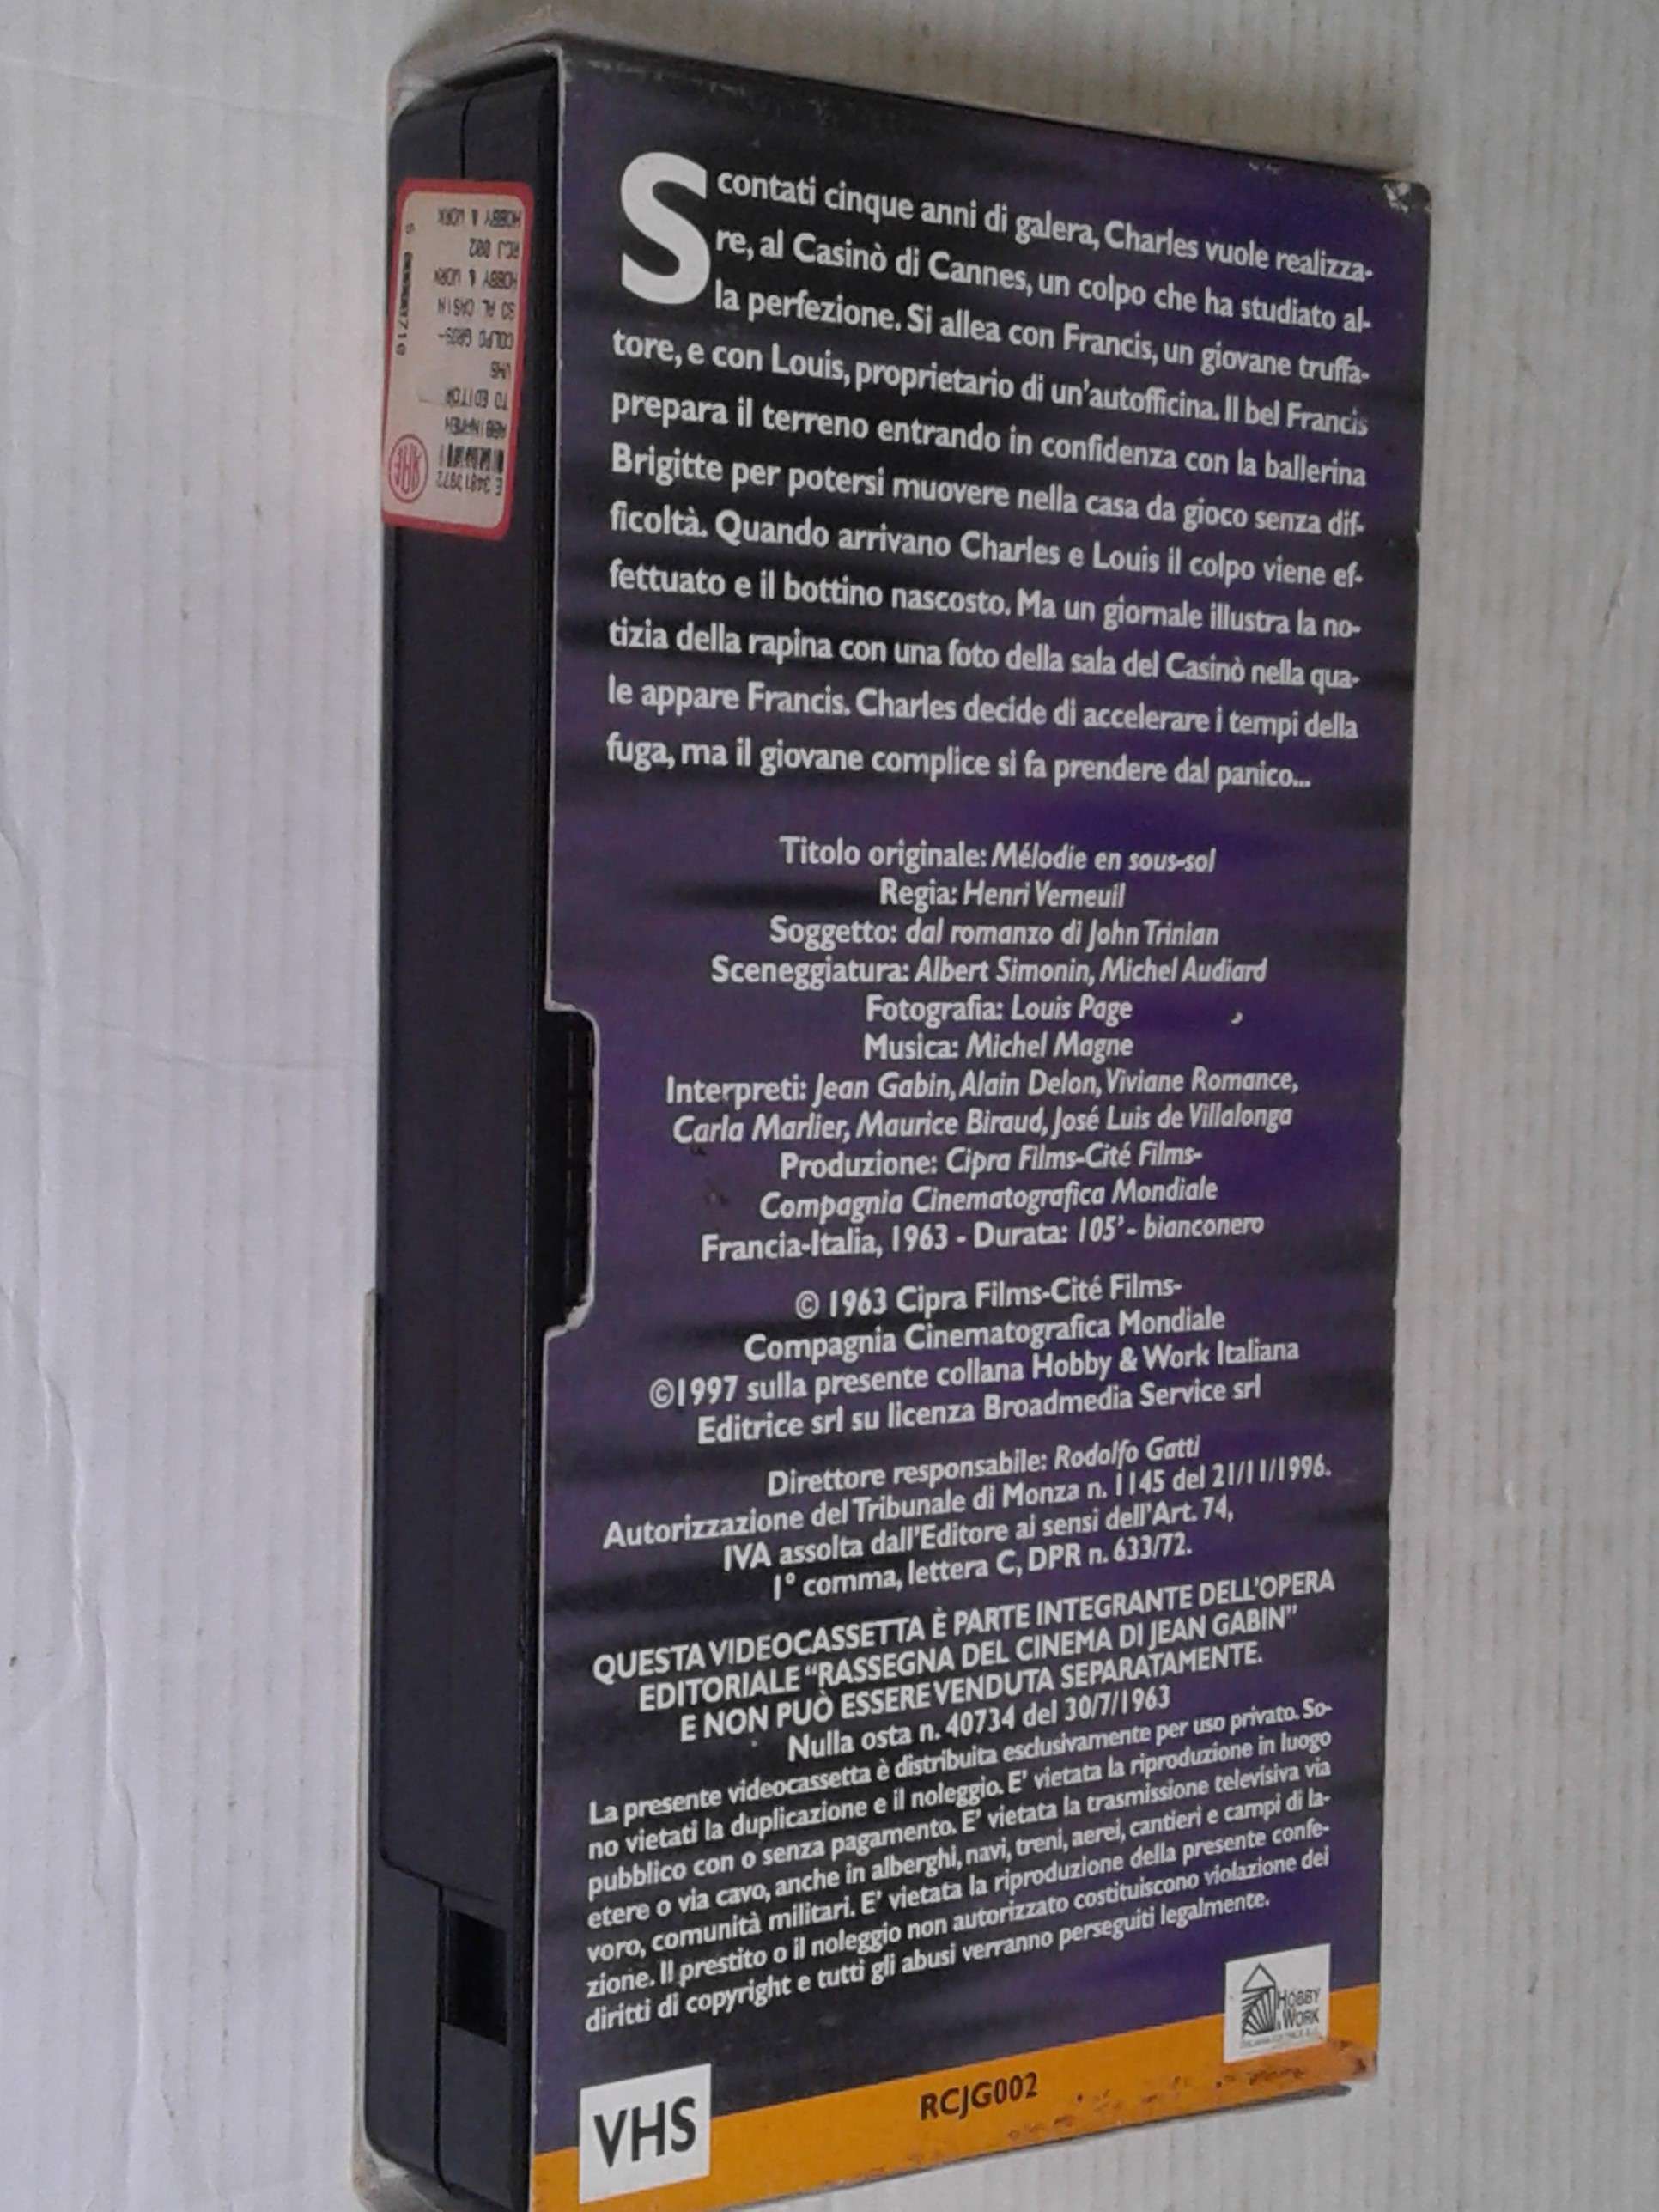 Scontati cinque anni di galera, Charles vuole realizza-
re, al Casinò di Cannes, un colpo che ha studiato al-
la perfezione. Si allea con Francis, un giovane truffa-
tore, e con Louis, proprietario di un'autofficina. Il bel Francis
prepara il terreno entrando in confidenza con la ballerina
Brigitte per potersi muovere nella casa da gioco senza dif-
ficoltà. Quando arrivano Charles e Louis il colpo viene ef-
fettuato e il bottino nascosto. Ma un giornale illustra la no-
tizia della rapina con una foto della sala del Casinò nella qua-
le appare Francis. Charles decide di accelerare i tempi della
fuga, ma il giovane complice si fa prendere dal panico...
Titolo originale: Mélodie en sous-sol
Regia: Henri Verneuil
Soggetto: dal romanzo di John Trinian
Sceneggiatura: Albert Simonin, Michel Audiard
Fotografia: Louis Page
Musica: Michel Magne
Interpreti: Jean Gabin, Alain Delon, Viviane Romance,
Carla Marlier, Maurice Biraud, José Luis de Villalonga
Produzione: Cipra Films-Cité Films-
Compagnia Cinematografica Mondiale
Francia-Italia, 1963 - Durata: 105' - bianconero
© 1963 Cipra Films-Cité Films-
Compagnia Cinematografica Mondiale
©1997 sulla presente collana Hobby & Work Italiana
Editrice srl su licenza Broadmedia Service srl
Direttore responsabile: Rodolfo Gatti
Autorizzazione del Tribunale di Monza n. 1145 del 21/11/1996.
IVA assolta dall'Editore ai sensi dell'Art. 74,
1° comma, lettera C, DPR n. 633/72.
QUESTA VIDEOCASSETTA È PARTE INTEGRANTE DELL'OPERA
EDITORIALE "RASSEGNA DEL CINEMA DI JEAN GABIN"
E NON PUÒ ESSERE VENDUTA SEPARATAMENTE.
Nulla osta n. 40734 del 30/7/1963
La presente videocassetta è distribuita esclusivamente per uso privato. So-
no vietati la duplicazione e il noleggio. E' vietata la riproduzione in luogo
pubblico con o senza pagamento. E' vietata la trasmissione televisiva via
etere o via cavo, anche in alberghi, navi, treni, aerei, cantieri e campi di la-
voro, comunità militari. E' vietata la riproduzione della presente confe-
zione. Il prestito o il noleggio non autorizzato costituiscono violazione dei
diritti di copyright e tutti gli abusi verranno perseguiti legalmente.
HOBBY
& WORK
RCJG002
VHS
E 34813972
ABBINAMEN
TO EDITOR
VHS
COLPO GROS-
SO AL CASIN
HOBBY & WORK
RCJ 002
HOBBY & WORK